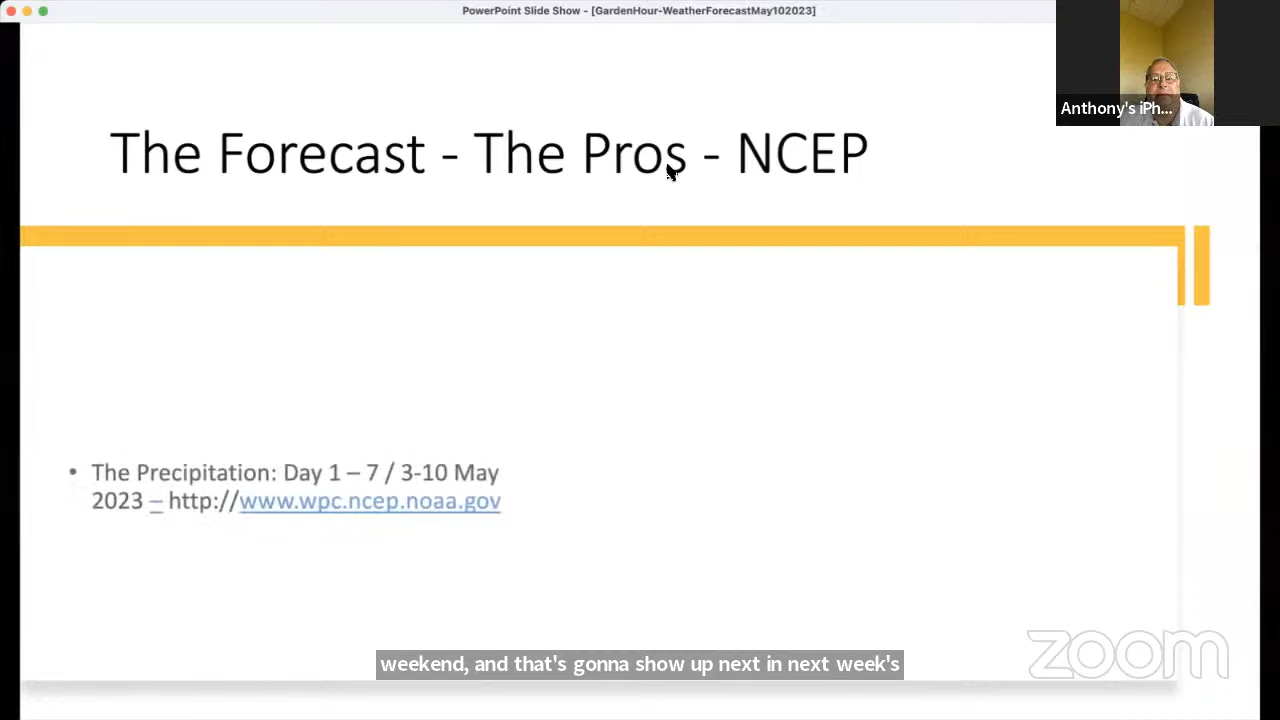 PowerPoint Slide Show - [GardenHour-WeatherForecastMay102023]
Anthony's iPh...
The Forecast - The Pros - NCEP
• The Precipitation: Day 1 – 7 / 3-10 May
2023 – http://www.wpc.ncep.noaa.gov
zoom
weekend, and that's gonna show up next in next week's